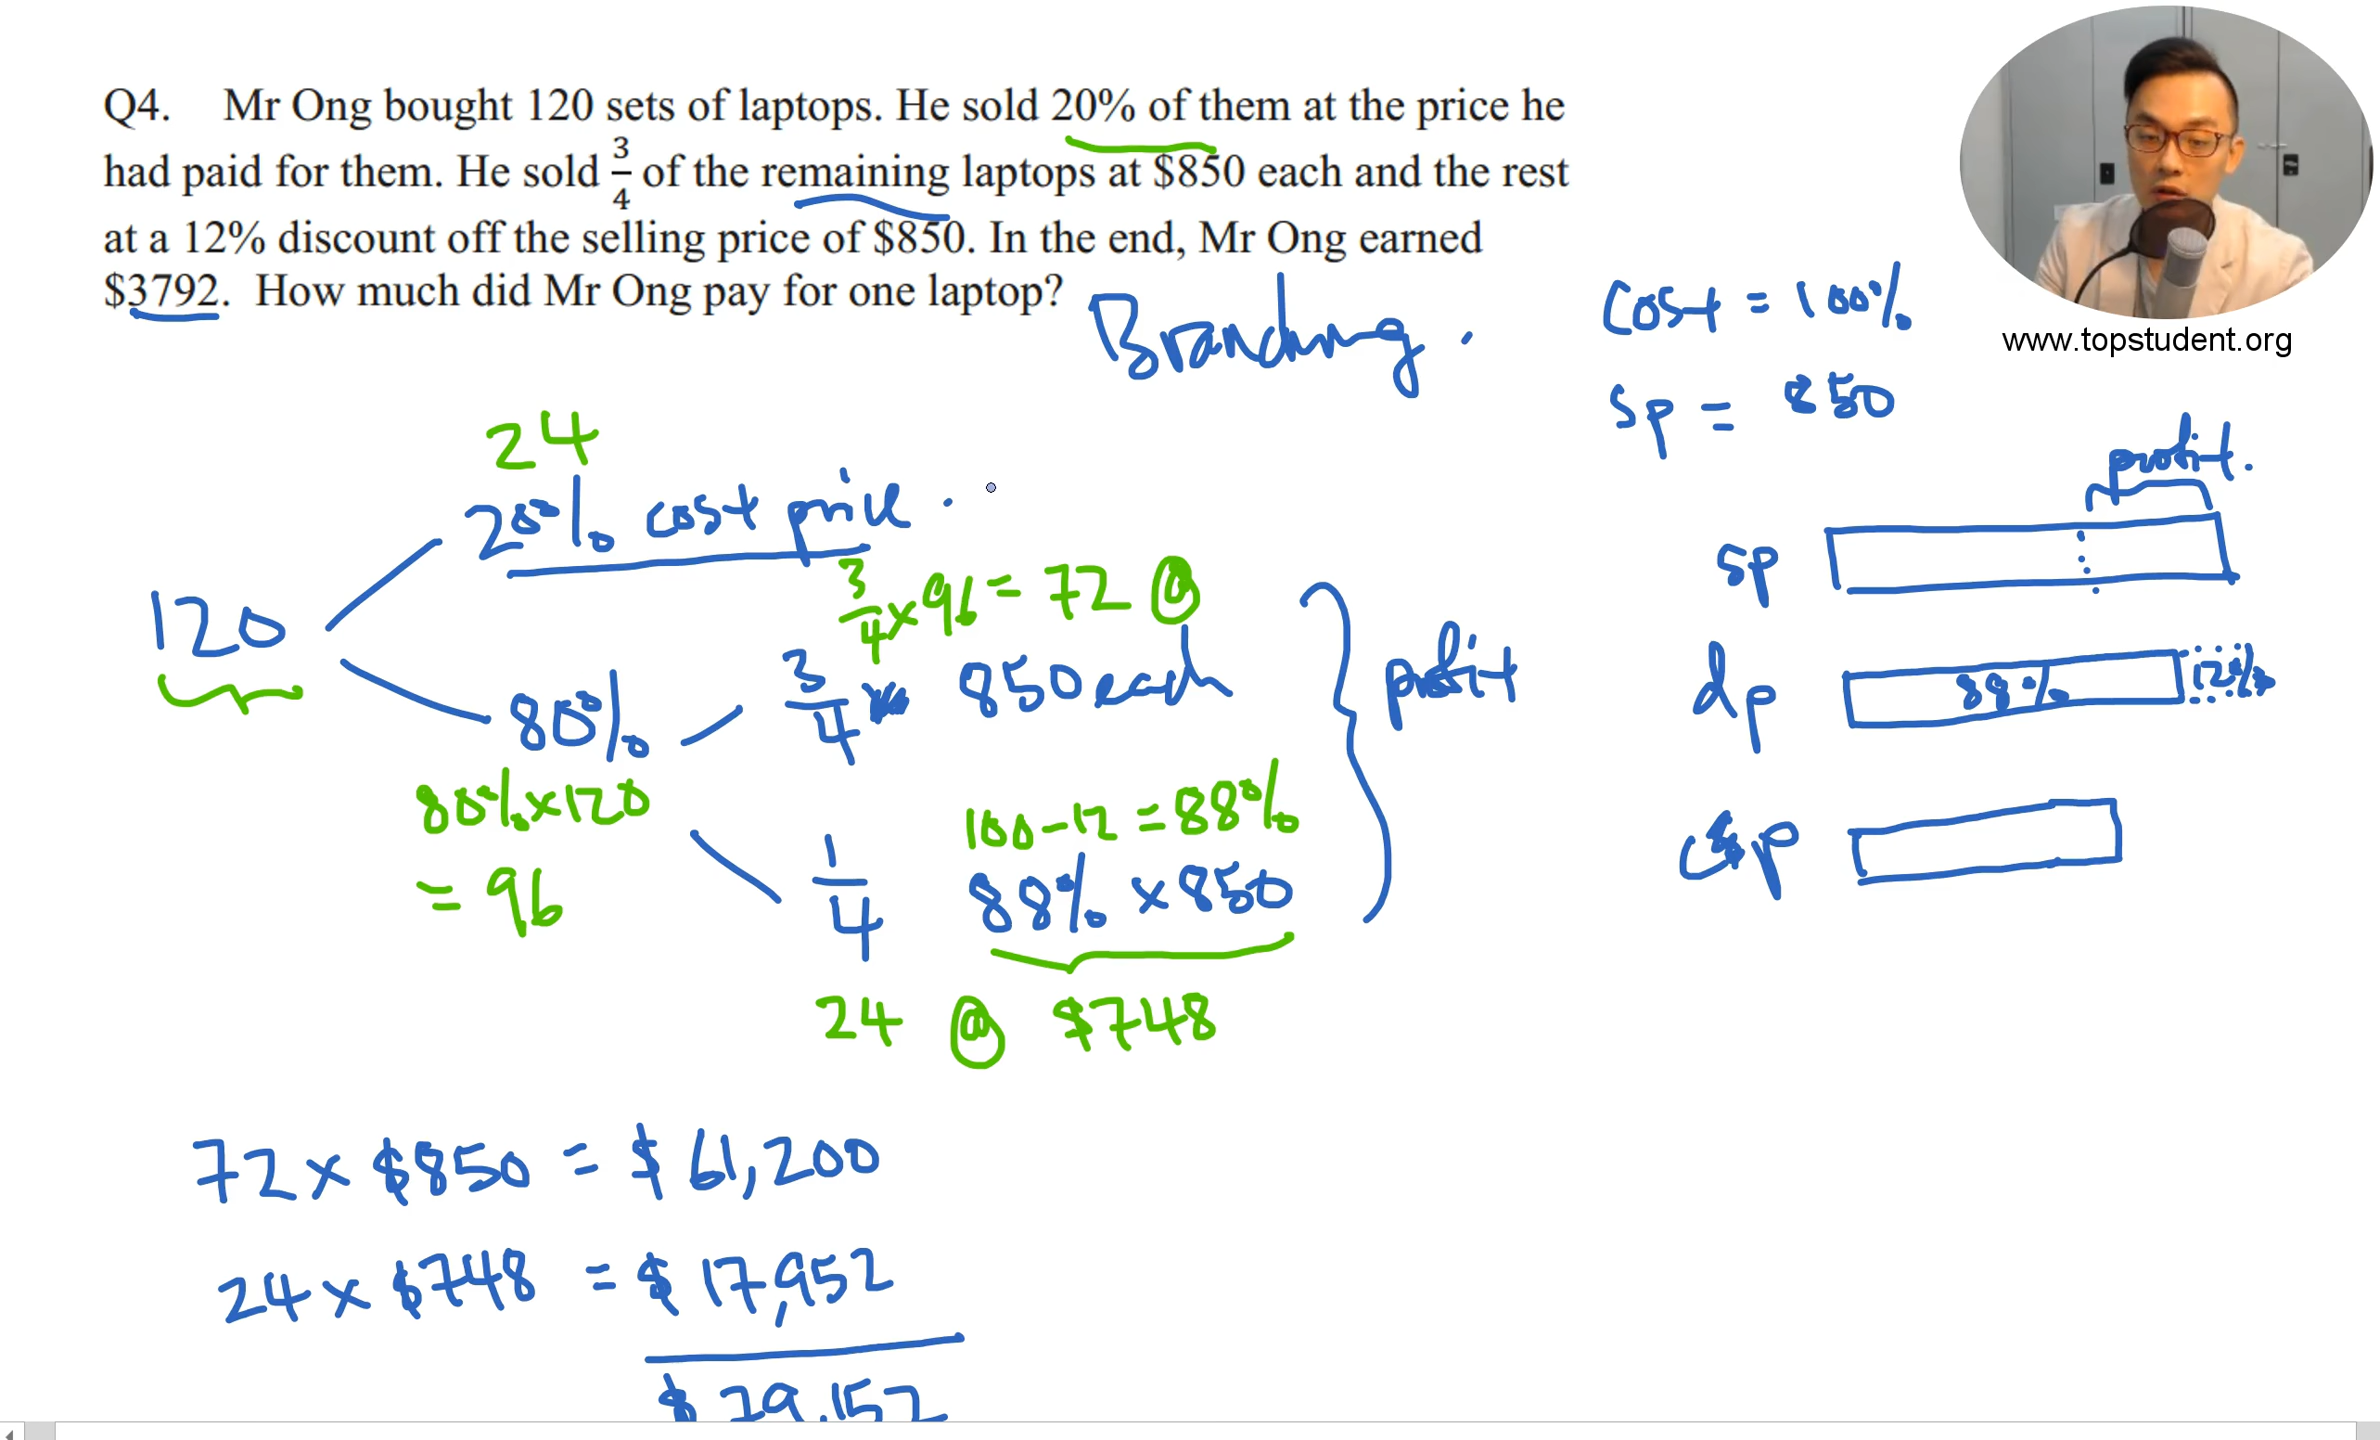 Q4. Mr Ong bought 120 sets of laptops. He sold 20% of them at the price he
had paid for them. He sold 3/4 of the remaining laptops at $850 each and the rest
at a 12% discount off the selling price of $850. In the end, Mr Ong earned
$3792. How much did Mr Ong pay for one laptop?
www.topstudent.org
Branching.
Cost = 100%
SP = 850
24
20% cost price.
120
3/4 x 96 = 72 @
80%
3/4 850 each
profit
80% x 120
= 96
100-12 = 88%
1/4 88% x 850
24 @ $748
profit.
SP
dp 88% 12%
cp
72 x $850 = $61,200
24 x $748 = $17,952
$79,152